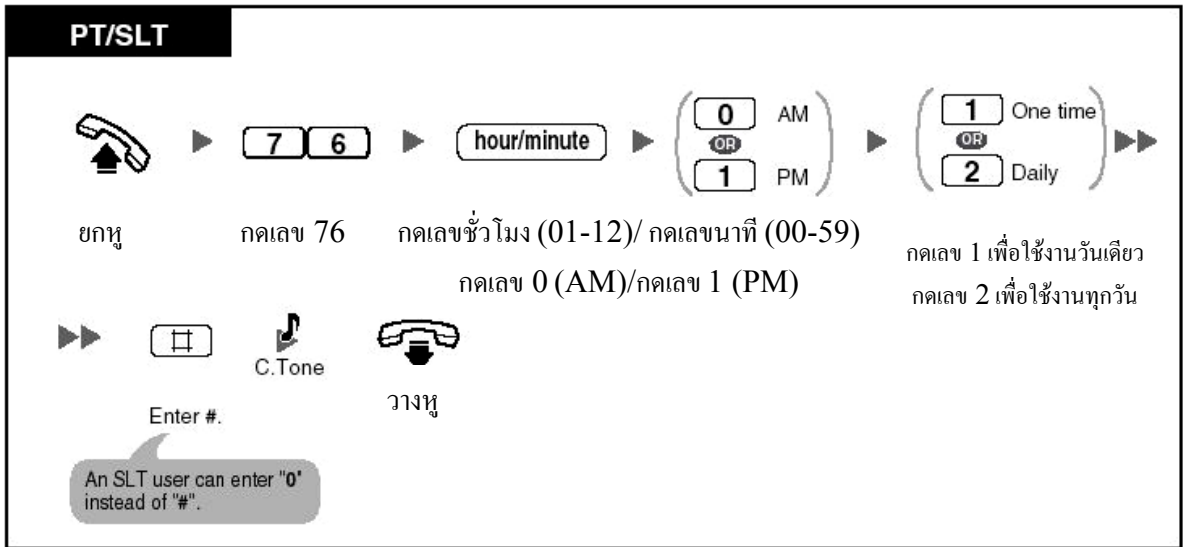 PT/SLT
7 6
hour/minute
0 AM
OR
1 PM
1 One time
OR
2 Daily
ยกหู
กดเลข 76
กดเลขชั่วโมง (01-12)/ กดเลขนาที (00-59)
กดเลข 0 (AM)/กดเลข 1 (PM)
กดเลข 1 เพื่อใช้งานวันเดียว
กดเลข 2 เพื่อใช้งานทุกวัน
#
C.Tone
วางหู
Enter #.
An SLT user can enter "0'
instead of "#".